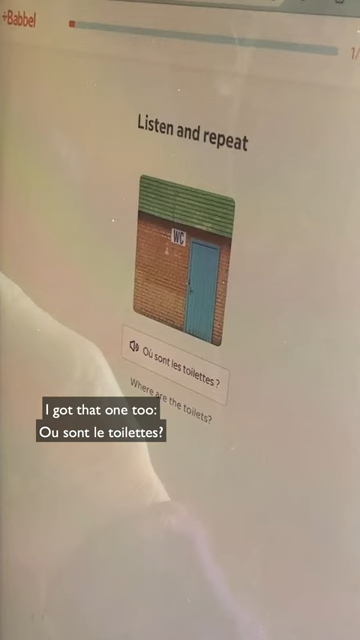 +Babbel
1/
Listen and repeat
WC
Où sont les toilettes ?
Where are the toilets?
I got that one too:
Ou sont le toilettes?